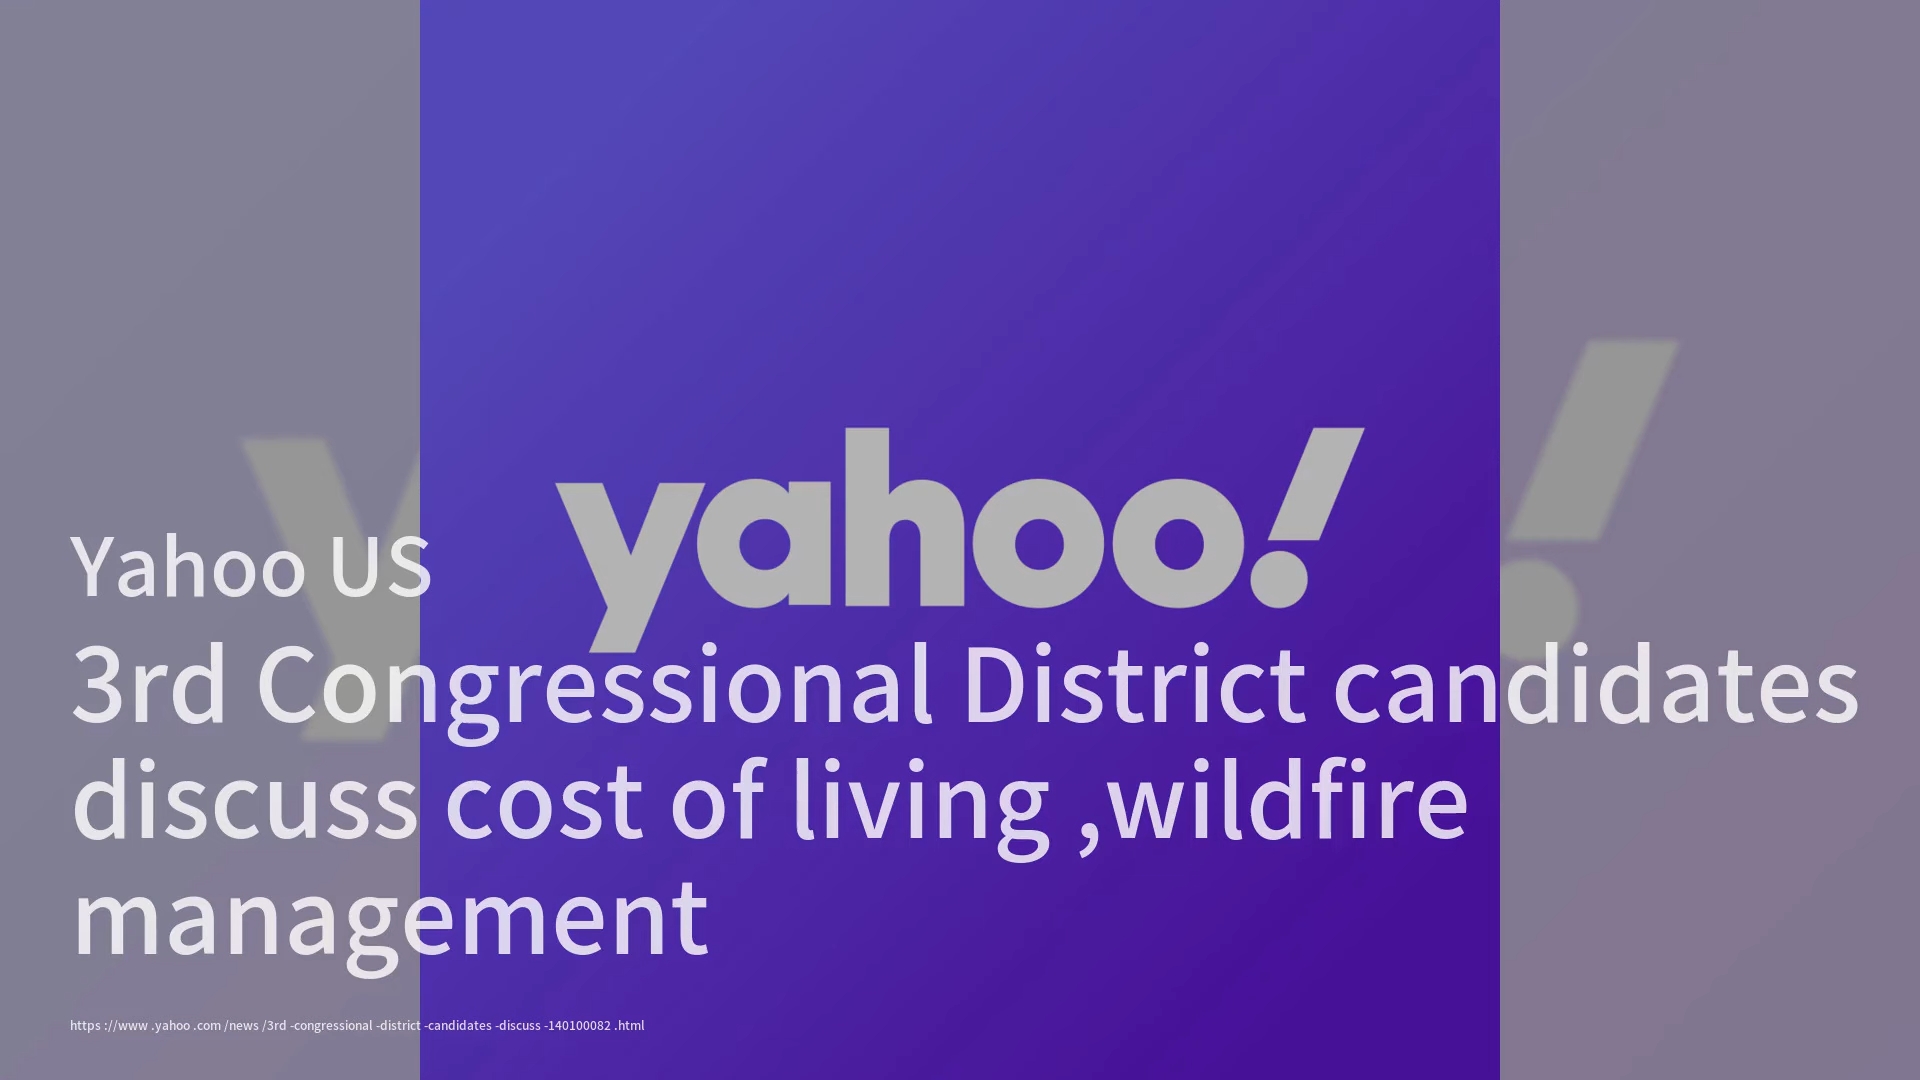 yahoo!
Yahoo US
3rd Congressional District candidates
discuss cost of living ,wildfire
management
https ://www .yahoo .com /news /3rd -congressional -district -candidates -discuss -140100082 .html